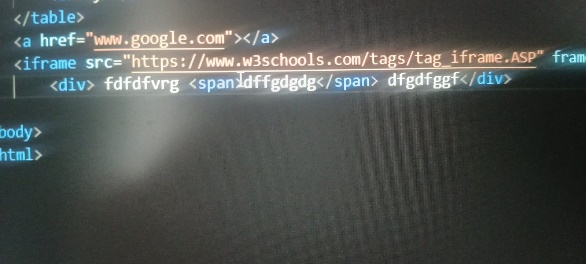 </table>
<a href="www.google.com"></a>
<iframe src="https://www.w3schools.com/tags/tag_iframe.ASP" fram
<div> fdfdfvrg <span>dffgdgdg</span> dfgdfggf</div>
body>
html>